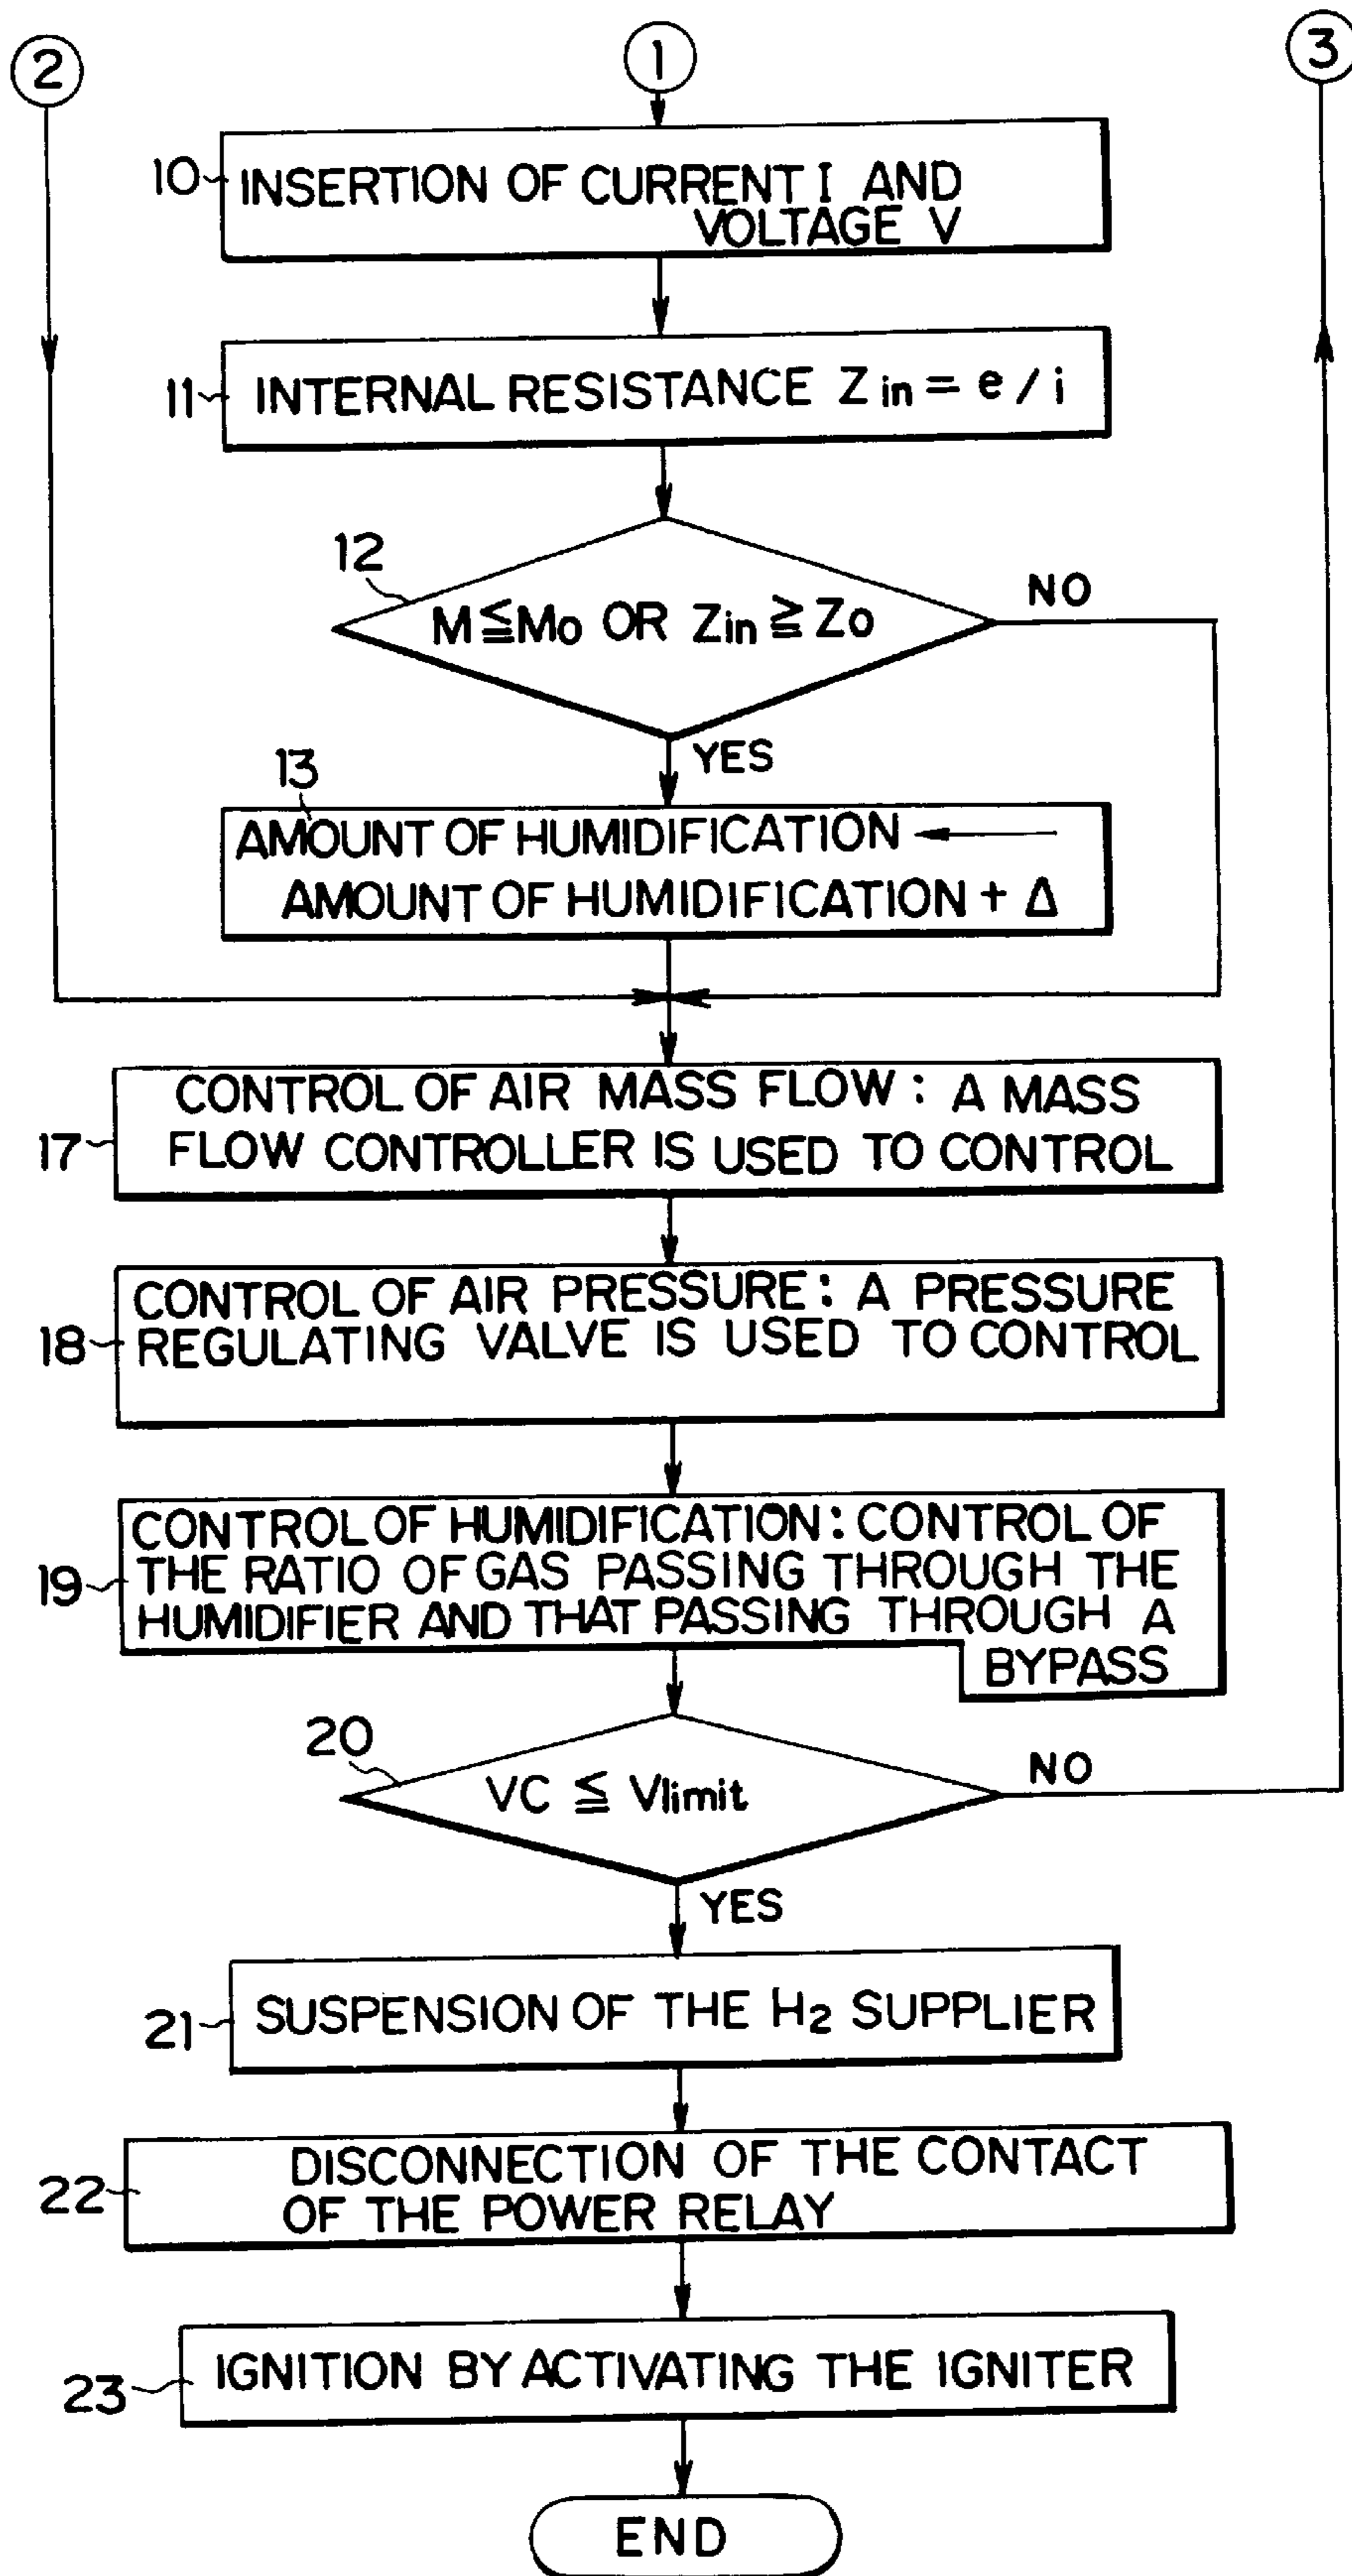 2
1
3
10
INSERTION OF CURRENT I AND
VOLTAGE V
11
INTERNAL RESISTANCE Zin = e / i
12
M ≦ Mo OR Zin ≧ Zo
NO
YES
13
AMOUNT OF HUMIDIFICATION ←
AMOUNT OF HUMIDIFICATION + Δ
17
CONTROL OF AIR MASS FLOW : A MASS
FLOW CONTROLLER IS USED TO CONTROL
18
CONTROL OF AIR PRESSURE : A PRESSURE
REGULATING VALVE IS USED TO CONTROL
19
CONTROL OF HUMIDIFICATION : CONTROL OF
THE RATIO OF GAS PASSING THROUGH THE
HUMIDIFIER AND THAT PASSING THROUGH A
BYPASS
20
VC ≦ Vlimit
NO
YES
21
SUSPENSION OF THE H2 SUPPLIER
22
DISCONNECTION OF THE CONTACT
OF THE POWER RELAY
23
IGNITION BY ACTIVATING THE IGNITER
END